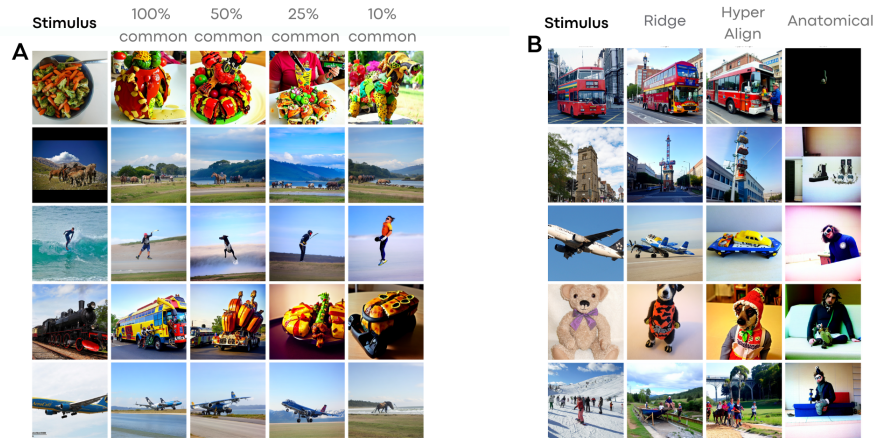 Stimulus 100% 50% 25% 10%
common common common common
A
Stimulus Ridge Hyper Anatomical
Align
B